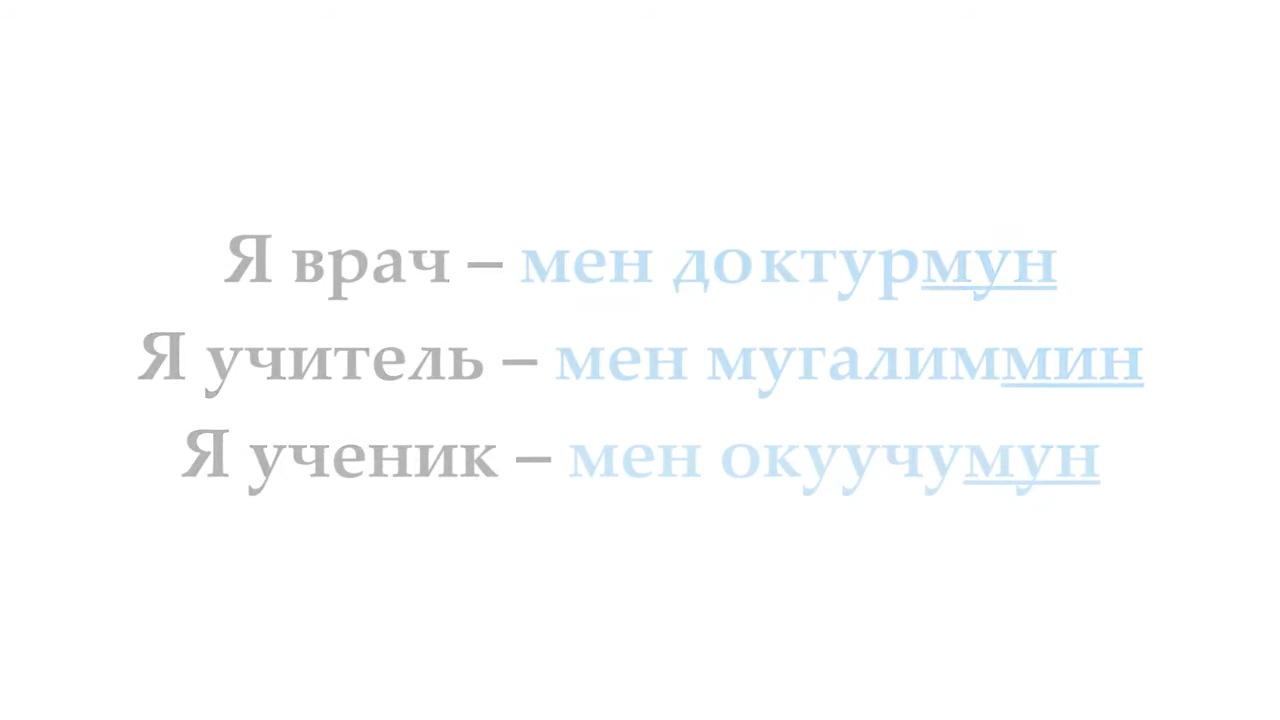 Я врач – мен доктурмун
Я учитель – мен мугалиммин
Я ученик – мен окуучумун